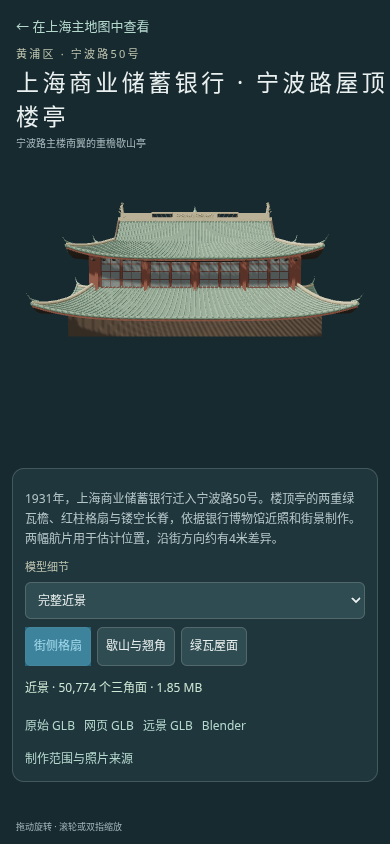 ← 在上海主地图中查看
黄浦区 · 宁波路50号
上海商业储蓄银行 · 宁波路屋顶
楼亭
宁波路主楼南翼的重檐歇山亭
1931年，上海商业储蓄银行迁入宁波路50号。楼顶亭的两重绿
瓦檐、红柱格扇与镂空长脊，依据银行博物馆近照和街景制作。
两幅航片用于估计位置，沿街方向约有4米差异。
模型细节
完整近景
街侧格扇 歇山与翘角 绿瓦屋面
近景 · 50,774 个三角面 · 1.85 MB
原始 GLB 网页 GLB 远景 GLB Blender
制作范围与照片来源
拖动旋转 · 滚轮或双指缩放